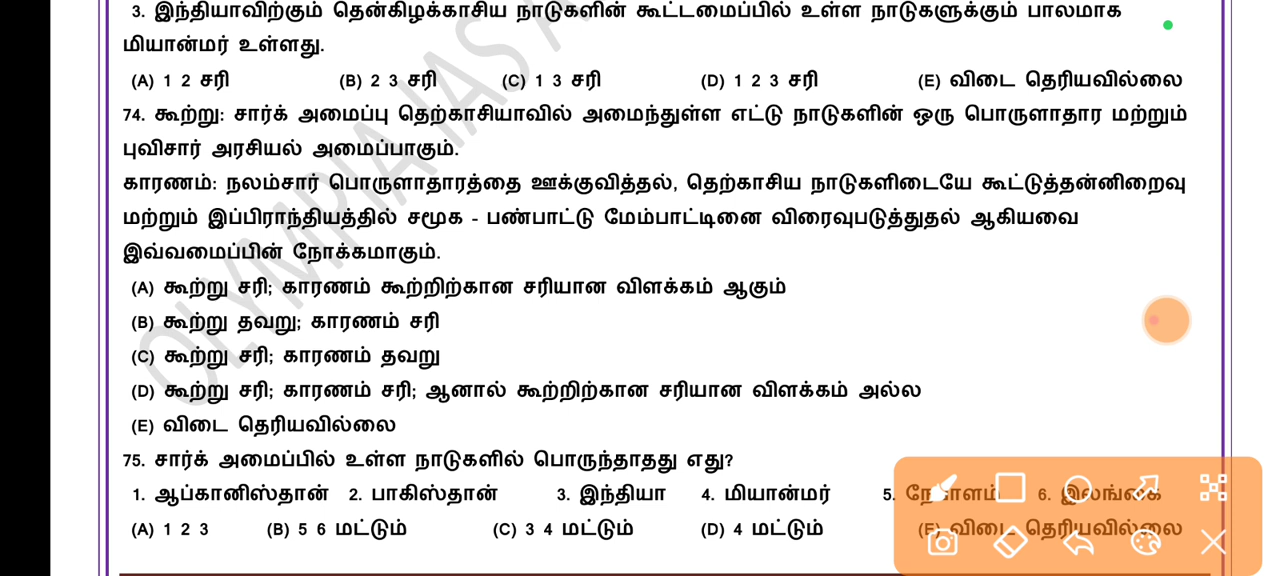 3. இந்தியாவிற்கும் தென்கிழக்காசிய நாடுகளின் கூட்டமைப்பில் உள்ள நாடுகளுக்கும் பாலமாக
மியான்மர் உள்ளது.
(A) 1 2 சரி (B) 2 3 சரி (C) 1 3 சரி (D) 1 2 3 சரி (E) விடை தெரியவில்லை
74. கூற்று: சார்க் அமைப்பு தெற்காசியாவில் அமைந்துள்ள எட்டு நாடுகளின் ஒரு பொருளாதார மற்றும்
புவிசார் அரசியல் அமைப்பாகும்.
காரணம்: நலம்சார் பொருளாதாரத்தை ஊக்குவித்தல், தெற்காசிய நாடுகளிடையே கூட்டுத்தன்னிறைவு
மற்றும் இப்பிராந்தியத்தில் சமூக - பண்பாட்டு மேம்பாட்டினை விரைவுபடுத்துதல் ஆகியவை
இவ்வமைப்பின் நோக்கமாகும்.
(A) கூற்று சரி; காரணம் கூற்றிற்கான சரியான விளக்கம் ஆகும்
(B) கூற்று தவறு; காரணம் சரி
(C) கூற்று சரி; காரணம் தவறு
(D) கூற்று சரி; காரணம் சரி; ஆனால் கூற்றிற்கான சரியான விளக்கம் அல்ல
(E) விடை தெரியவில்லை
75. சார்க் அமைப்பில் உள்ள நாடுகளில் பொருந்தாதது எது?
1. ஆப்கானிஸ்தான் 2. பாகிஸ்தான் 3. இந்தியா 4. மியான்மர் 5. நேபாளம் 6. இலங்கை
(A) 1 2 3 (B) 5 6 மட்டும் (C) 3 4 மட்டும் (D) 4 மட்டும் (E) விடை தெரியவில்லை
OLYMPIA IAS A